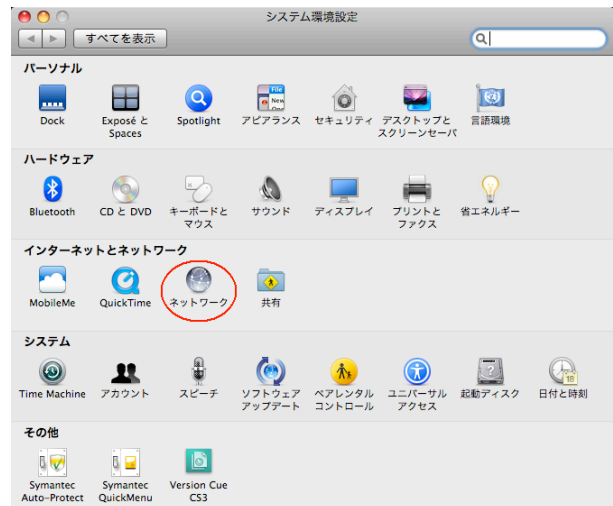 システム環境設定
すべてを表示
パーソナル
Dock
Exposé と
Spaces
Spotlight
File
New
アピアランス
セキュリティ
デスクトップと
スクリーンセーバ
言語環境
ハードウェア
Bluetooth
CD と DVD
キーボードと
マウス
サウンド
ディスプレイ
プリントと
ファクス
省エネルギー
インターネットとネットワーク
MobileMe
QuickTime
ネットワーク
共有
システム
Time Machine
アカウント
スピーチ
ソフトウェア
アップデート
ペアレンタル
コントロール
ユニバーサル
アクセス
起動ディスク
18
日付と時刻
その他
Symantec
Auto-Protect
Symantec
QuickMenu
Version Cue
CS3